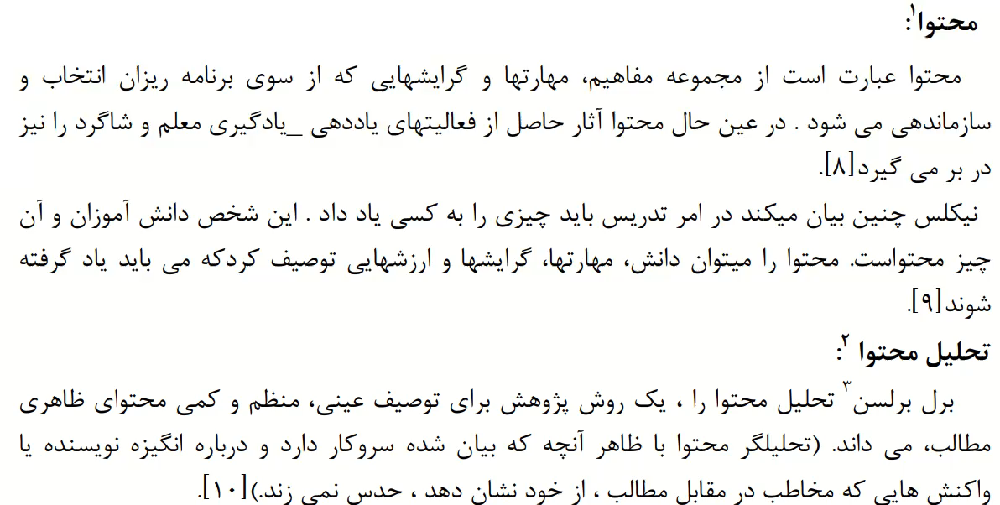 محتوا۱:
محتوا عبارت است از مجموعه مفاهیم، مهارتها و گرایشهایی که از سوی برنامه ریزان انتخاب و
سازماندهی می شود . در عین حال محتوا آثار حاصل از فعالیتهای یاددهی _یادگیری معلم و شاگرد را نیز
در بر می گیرد[۸].
نیکلس چنین بیان میکند در امر تدریس باید چیزی را به کسی یاد داد . این شخص دانش آموزان و آن
چیز محتواست. محتوا را میتوان دانش، مهارتها، گرایشها و ارزشهایی توصیف کردکه می باید یاد گرفته
شوند[۹].
تحلیل محتوا ۲:
برل برلسن۳ تحلیل محتوا را ، یک روش پژوهش برای توصیف عینی، منظم و کمی محتوای ظاهری
مطالب، می داند. (تحلیلگر محتوا با ظاهر آنچه که بیان شده سروکار دارد و درباره انگیزه نویسنده یا
واکنش هایی که مخاطب در مقابل مطالب ، از خود نشان دهد ، حدس نمی زند.)[۱۰].